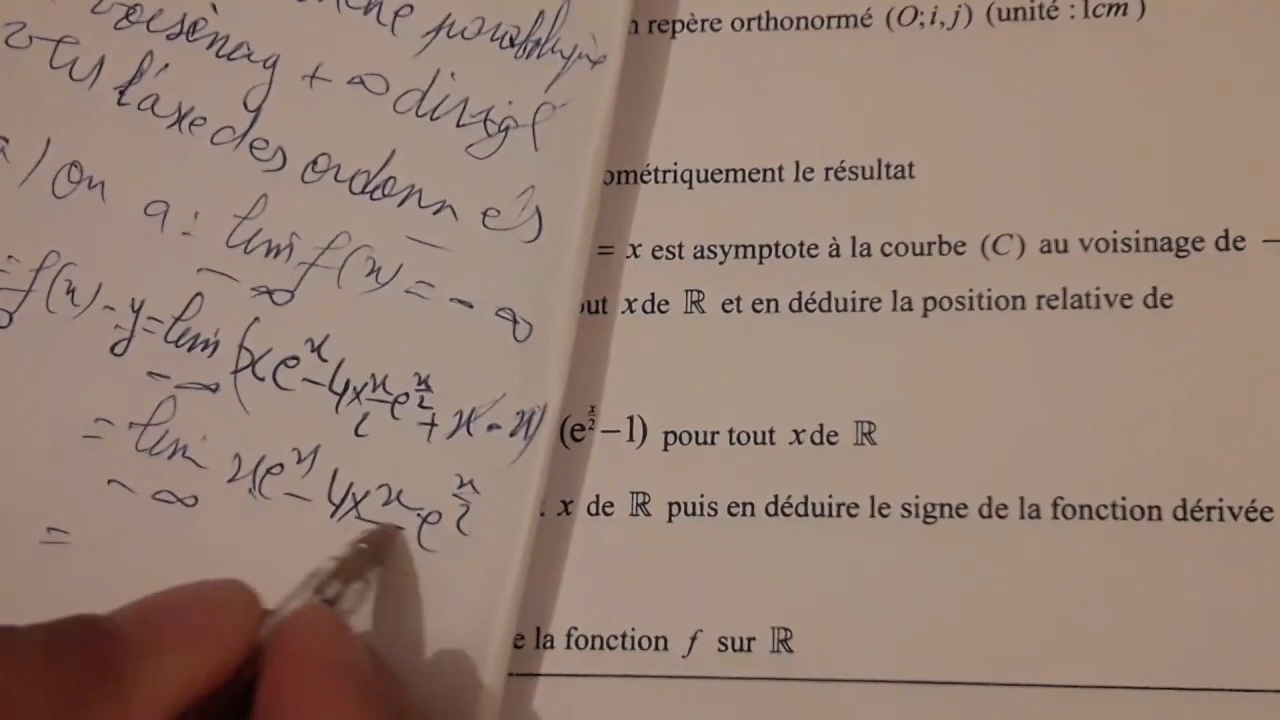 parabolique
voisinag + ∞ dirigé
vers l'axe des ordonnés
/ On a : lim f(x) = - ∞
- ∞
f(x) - y = lim (xe^x - 4x x/2 e^(x/2) + x - x)
- ∞
= lim xe^x - 4x x e^(x/2)
- ∞
=
repère orthonormé (O; i, j) (unité : 1cm)
ométriquement le résultat
= x est asymptote à la courbe (C) au voisinage de −
out x de ℝ et en déduire la position relative de
(e^(x/2) − 1) pour tout x de ℝ
: x de ℝ puis en déduire le signe de la fonction dérivée
e la fonction f sur ℝ